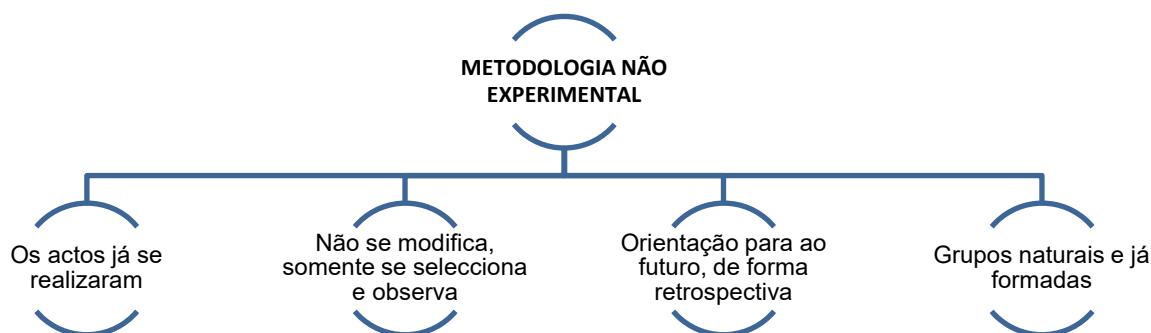 METODOLOGIA NÃO
EXPERIMENTAL
Os actos já se
realizaram
Não se modifica,
somente se selecciona
e observa
Orientação para ao
futuro, de forma
retrospectiva
Grupos naturais e já
formadas